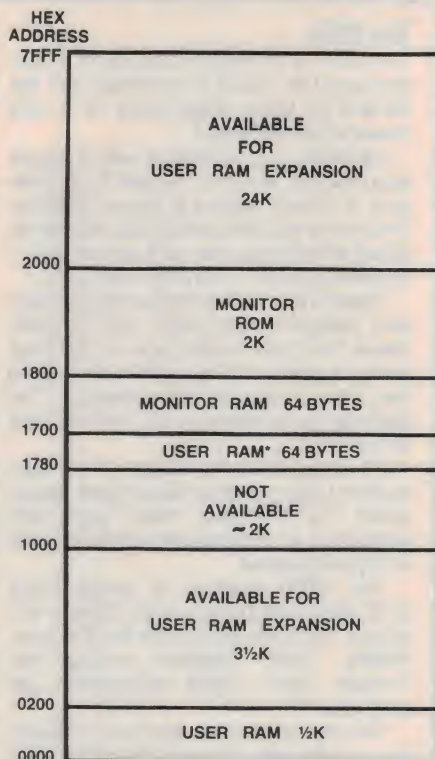 HEX
ADDRESS
7FFF
AVAILABLE
FOR
USER RAM EXPANSION
24K
2000
MONITOR
ROM
2K
1800
MONITOR RAM 64 BYTES
1700
USER RAM* 64 BYTES
1780
NOT
AVAILABLE
~2K
1000
AVAILABLE FOR
USER RAM EXPANSION
3½K
0200
USER RAM ½K
0000